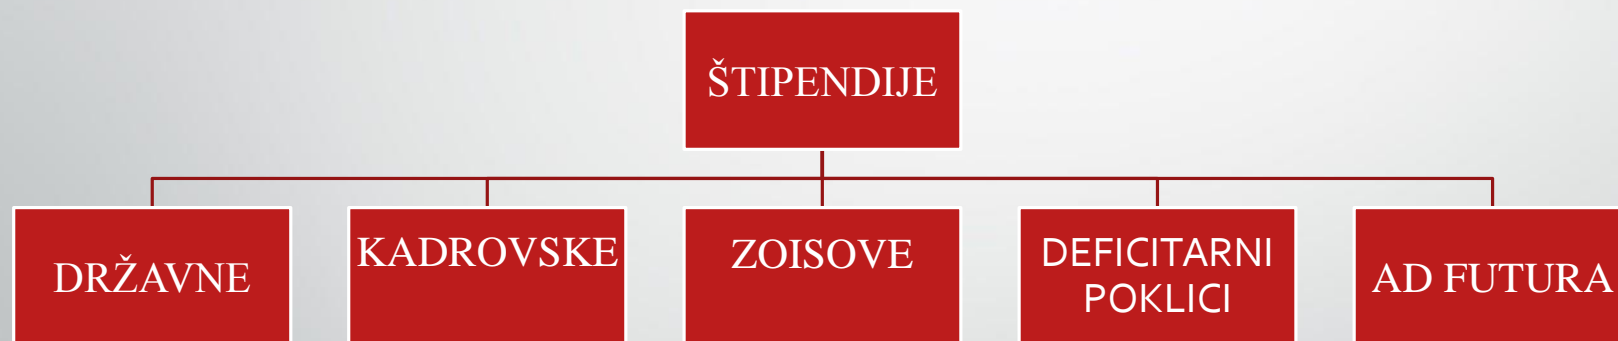 ŠTIPENDIJE
DRŽAVNE
KADROVSKE
ZOISOVE
DEFICITARNI
POKLICI
AD FUTURA